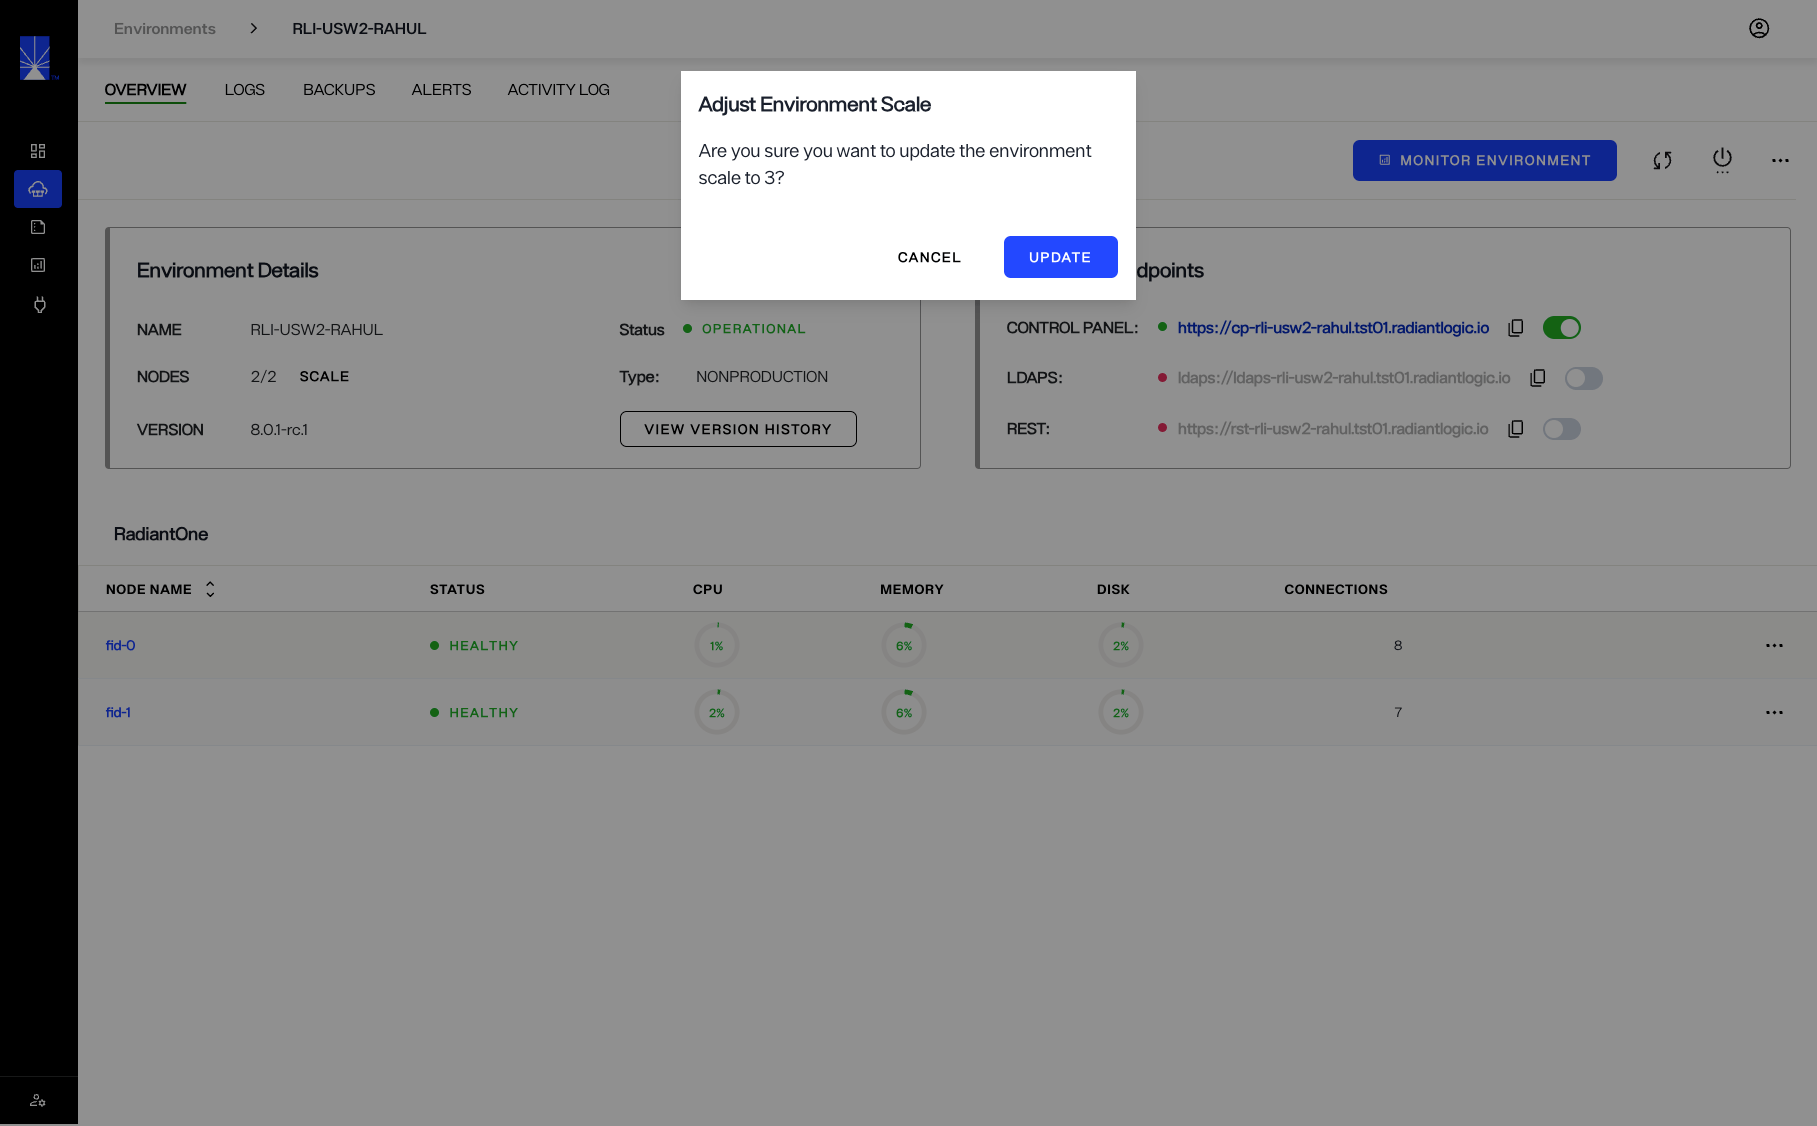 Environments > RLI-USW2-RAHUL
OVERVIEW LOGS BACKUPS ALERTS ACTIVITY LOG
Adjust Environment Scale
Are you sure you want to update the environment
scale to 3?
CANCEL UPDATE
MONITOR ENVIRONMENT
Environment Details
NAME RLI-USW2-RAHUL Status OPERATIONAL
NODES 2/2 SCALE Type: NONPRODUCTION
VERSION 8.0.1-rc.1 VIEW VERSION HISTORY
dpoints
CONTROL PANEL: https://cp-rli-usw2-rahul.tst01.radiantlogic.io
LDAPS: ldaps://ldaps-rli-usw2-rahul.tst01.radiantlogic.io
REST: https://rst-rli-usw2-rahul.tst01.radiantlogic.io
RadiantOne
NODE NAME STATUS CPU MEMORY DISK CONNECTIONS
fid-0 HEALTHY 1% 6% 2% 8
fid-1 HEALTHY 2% 6% 2% 7